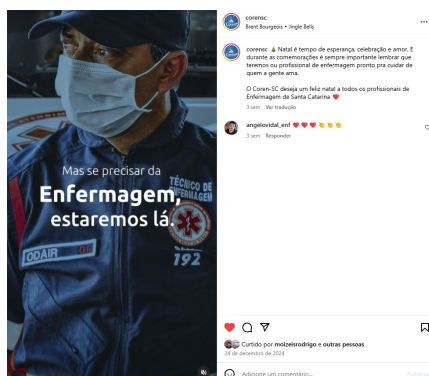 Mas se precisar da
Enfermagem,
estaremos lá.
TÉCNICO DE
ENFERMAGEM
ODAIR
192
corensc
Brent Bourgeois • Jingle Bells
corensc 🎄 Natal é tempo de esperança, celebração e amor. E
durante as comemorações é sempre importante lembrar que
teremos ou profissional de enfermagem pronto pra cuidar de
quem a gente ama.
O Coren-SC deseja um feliz natal a todos os profissionais de
Enfermagem de Santa Catarina ❤️
3 sem Ver tradução
angelovidal_enf ❤️❤️❤️👏👏👏
3 sem Responder
Curtido por moizeisrodrigo e outras pessoas
24 de dezembro de 2024
Adicione um comentário...